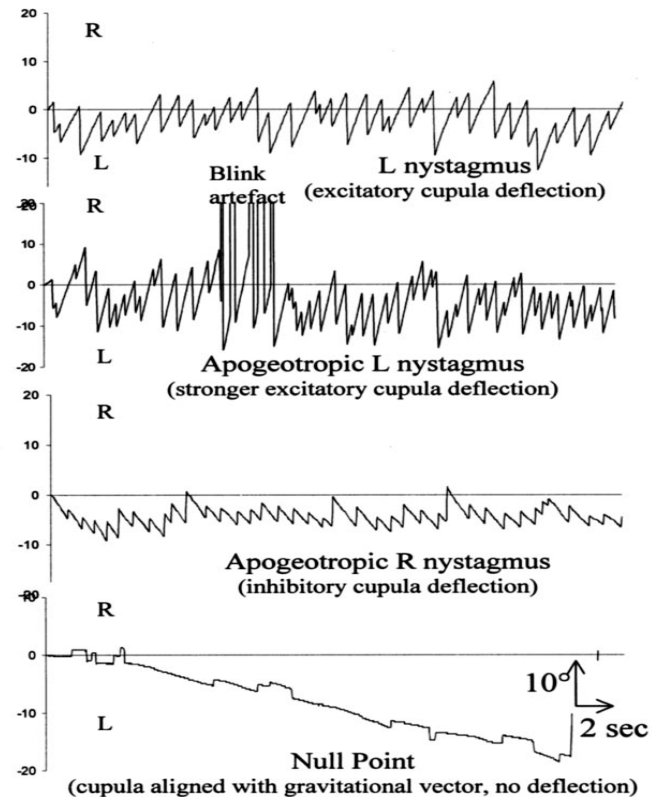 20
R
10
0
-10
L
L nystagmus
(excitatory cupula deflection)
Blink
artefact
R
20
10
0
-10
-20
L
Apogeotropic L nystagmus
(stronger excitatory cupula deflection)
20
R
10
0
-10
Apogeotropic R nystagmus
(inhibitory cupula deflection)
10
R
0
-10
L
-20
10°
2 sec
Null Point
(cupula aligned with gravitational vector, no deflection)